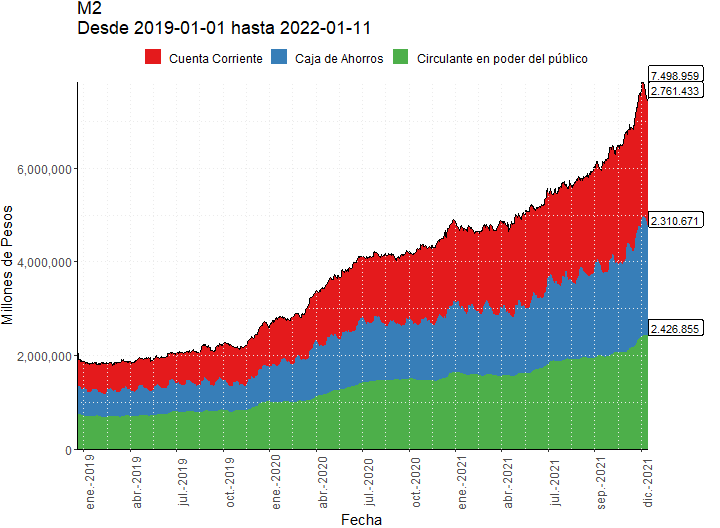 M2
Desde 2019-01-01 hasta 2022-01-11
Cuenta Corriente
Caja de Ahorros
Circulante en poder del público
7.498.959
2.761.433
2.310.671
2.426.855
Millones de Pesos
6,000,000
4,000,000
2,000,000
0
ene.-2019
abr.-2019
jul.-2019
oct.-2019
ene.-2020
abr.-2020
jul.-2020
oct.-2020
ene.-2021
abr.-2021
jul.-2021
sep.-2021
dic.-2021
Fecha